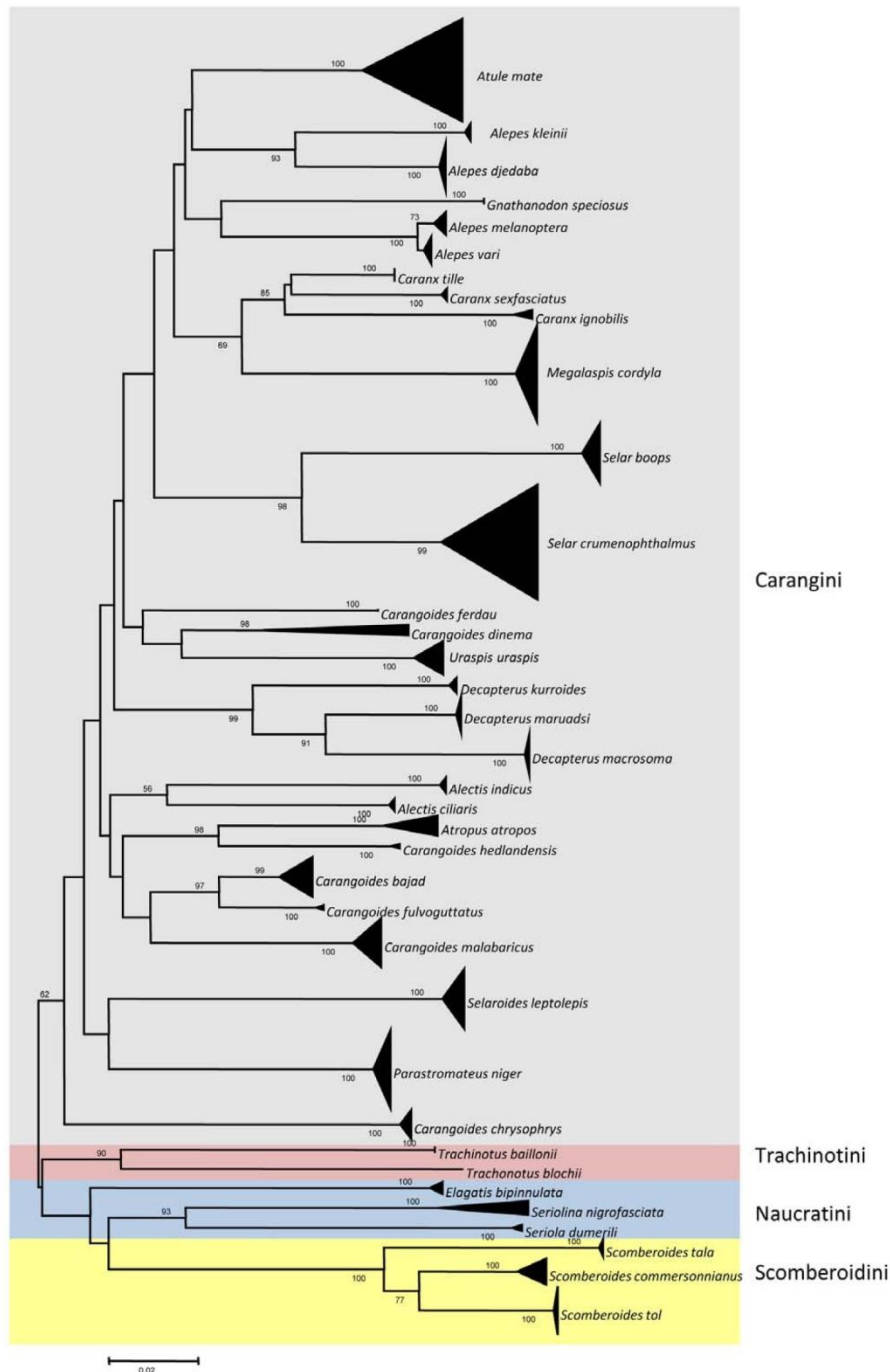 100
Atule mate
100
Alepes kleinii
93
100
Alepes djedaba
100
Gnathanodon speciosus
73
Alepes melanoptera
100
Alepes vari
100
Caranx tille
85
Caranx sexfasciatus
100
Caranx ignobilis
100
69
Megalaspis cordyla
100
100
Selar boops
98
Selar crumenophthalmus
99
Carangini
100
Carangoides ferdau
98
Carangoides dinema
Uraspis uraspis
100
100
Decapterus kurroides
99
100
Decapterus maruadsi
91
100
Decapterus macrosoma
100
Alectis indicus
56
Alectis ciliaris
100
100
Atropus atropos
98
100
Carangoides hedlandensis
99
Carangoides bajad
97
Carangoides fulvoguttatus
100
Carangoides malabaricus
100
100
Selaroides leptolepis
62
Parastromateus niger
100
Carangoides chrysophrys
100
100
Trachinotus baillonii
90
Trachonotus blochii
Trachinotini
Elagatis bipinnulata
100
100
Seriolina nigrofasciata
93
Seriola dumerili
100
Naucratini
100
Scomberoides tala
100
100
Scomberoides commersonnianus
77
Scomberoides tol
100
Scomberoidini
0.02